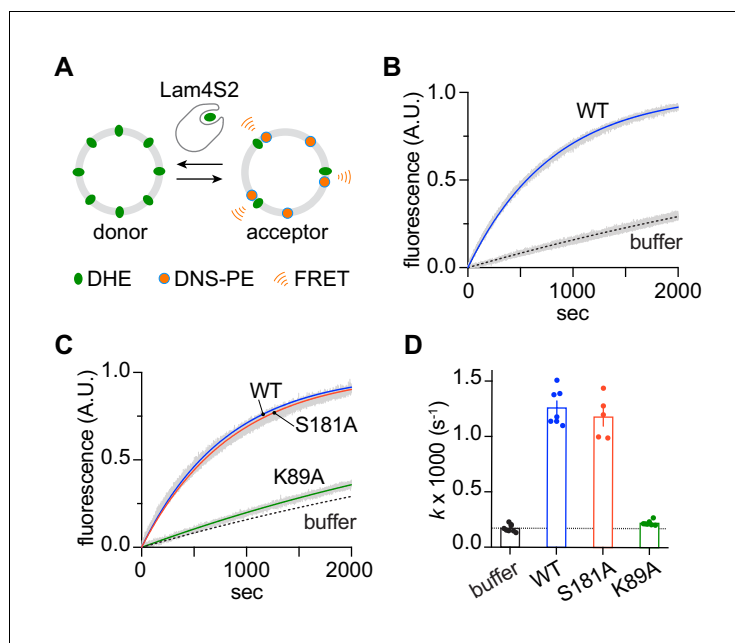 A
Lam4S2
donor
acceptor
DHE
DNS-PE
FRET
B
fluorescence (A.U.)
1.0
0.5
0.0
WT
buffer
0
1000
2000
sec
C
fluorescence (A.U.)
1.0
0.5
0.0
WT
S181A
K89A
buffer
0
1000
2000
sec
D
k x 1000 (s⁻¹)
1.5
1.0
0.5
0.0
buffer
WT
S181A
K89A